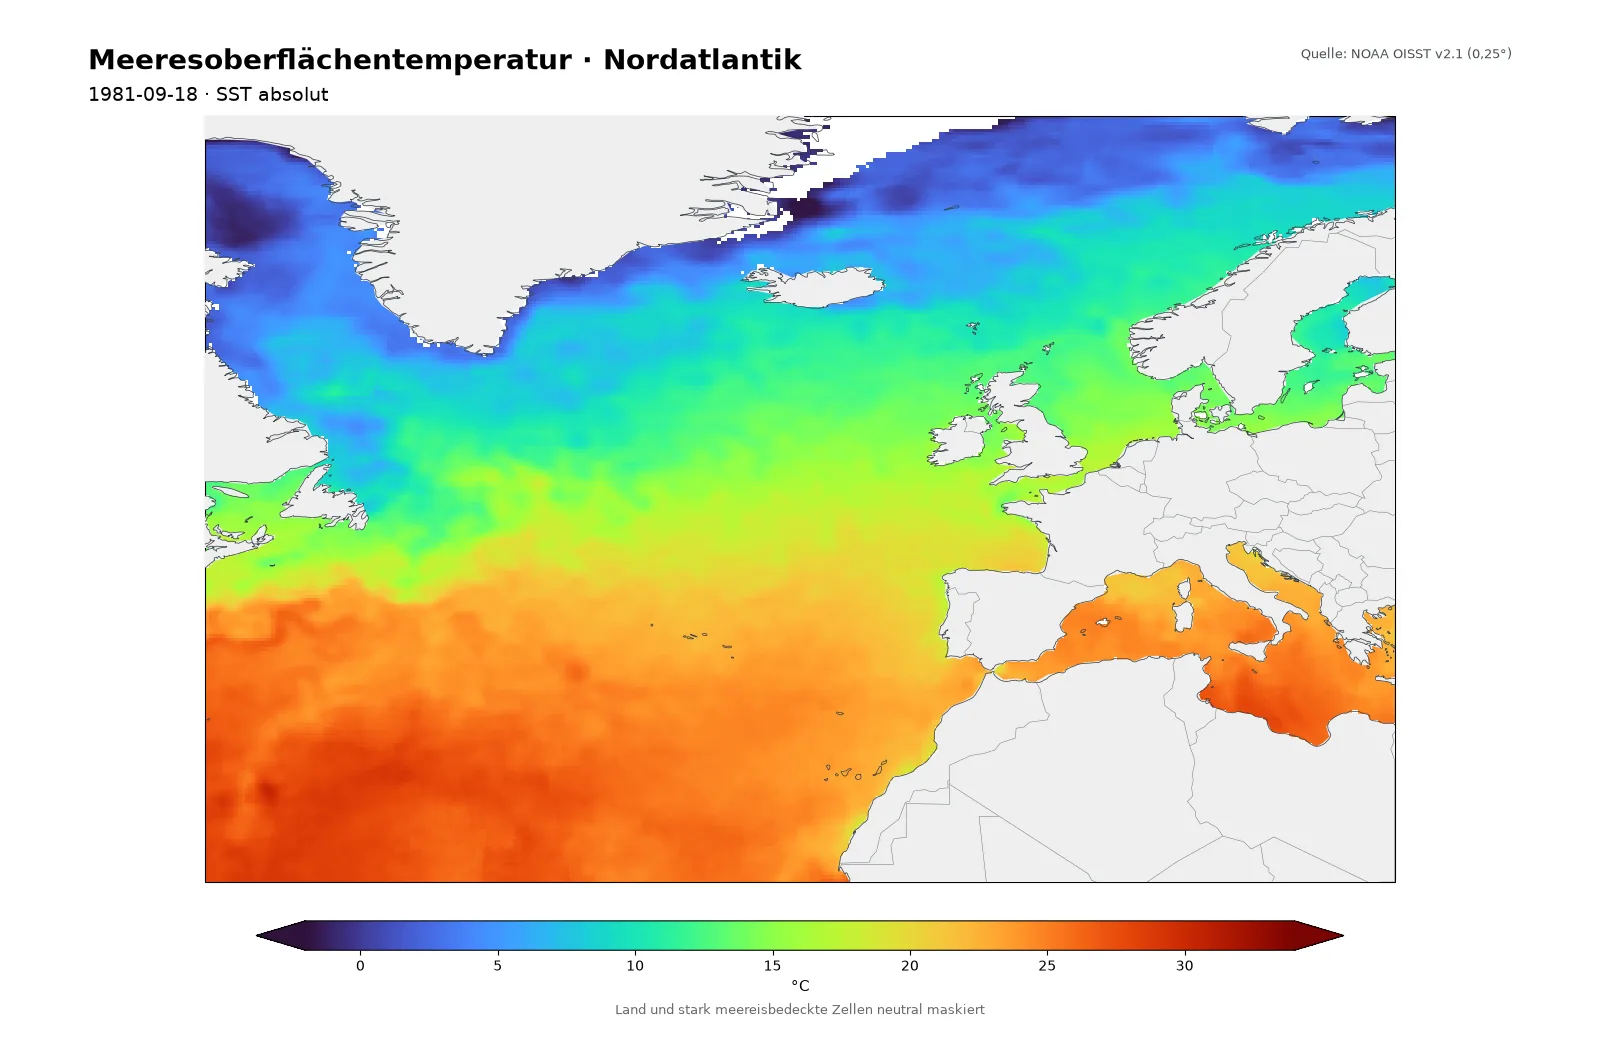 Meeresoberflächentemperatur · Nordatlantik
Quelle: NOAA OISST v2.1 (0,25°)
1981-09-18 · SST absolut
0 5 10 15 20 25 30
°C
Land und stark meereisbedeckte Zellen neutral maskiert